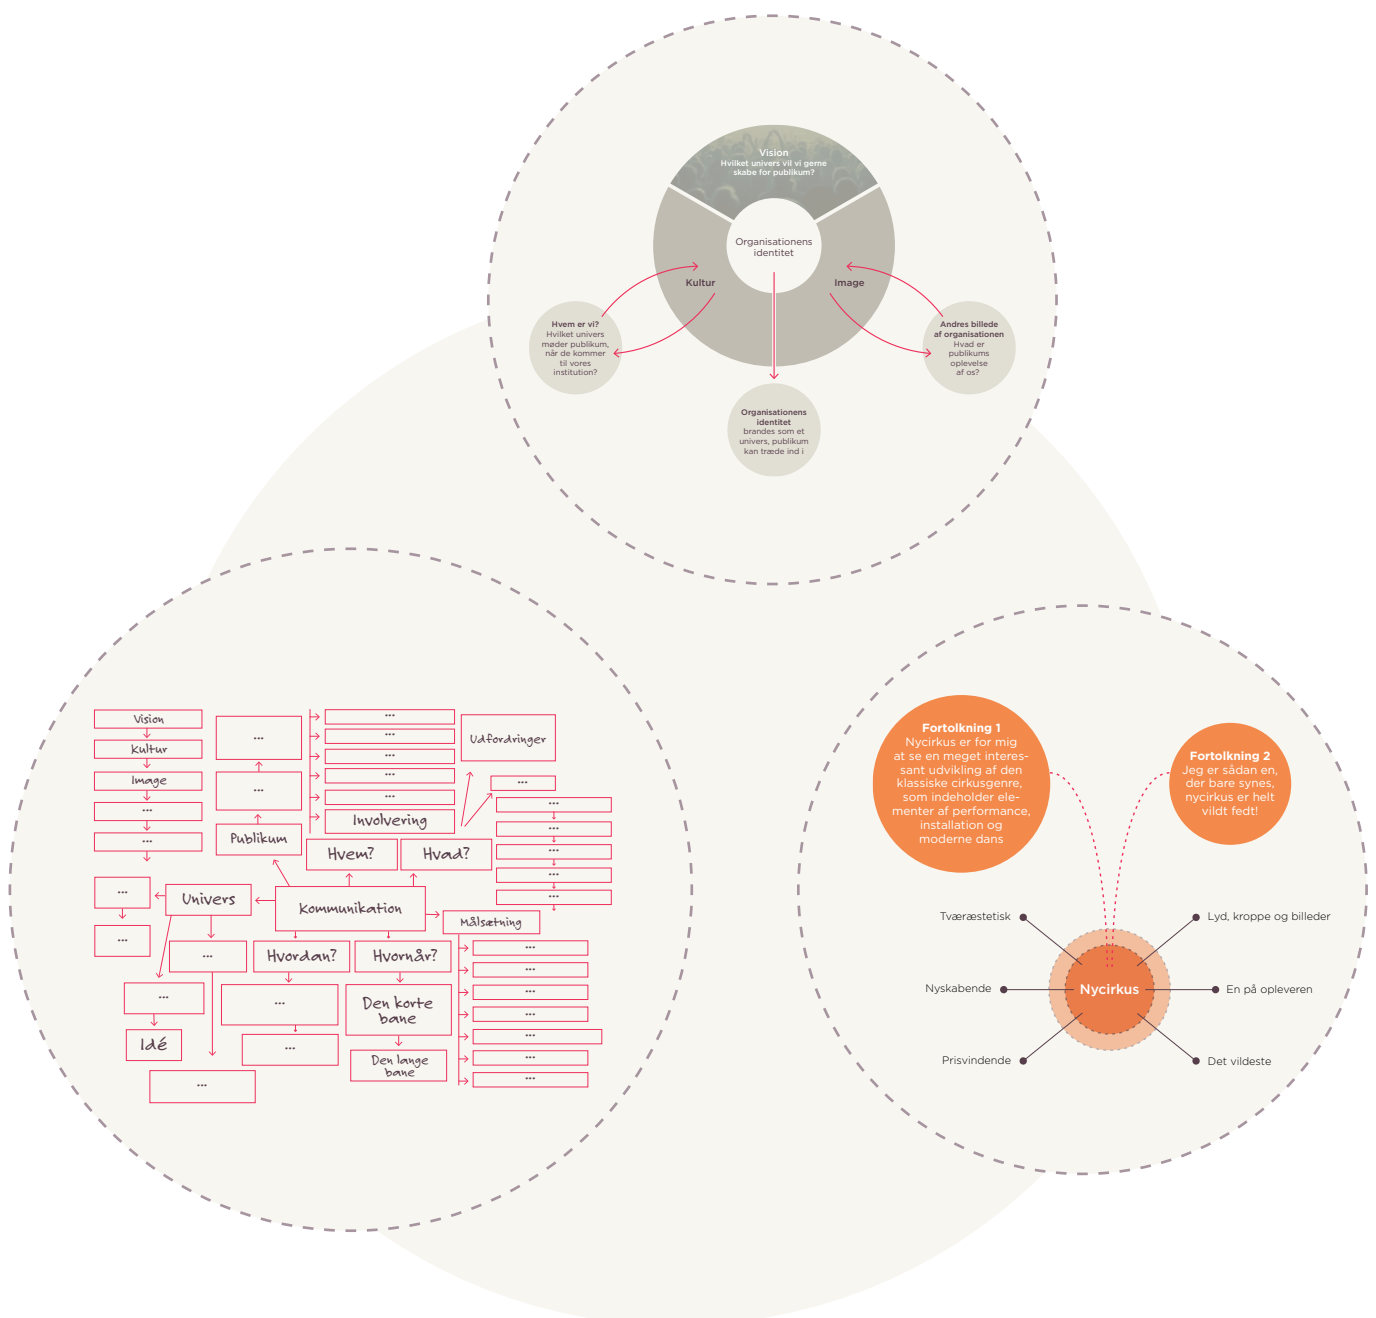 Vision
Hvilket univers vil vi gerne
skabe for publikum?
Organisationens
identitet
Kultur
Image
Hvem er vi?
Hvilket univers
møder publikum,
når de kommer
til vores
institution?
Andres billede
af organisationen
Hvad er
publikums
oplevelse
af os?
Organisationens
identitet
brandes som et
univers, publikum
kan træde ind i
Vision
Kultur
Image
...
...
...
...
Publikum
...
...
...
...
...
Involvering
Udfordringer
...
...
...
...
...
...
Hvem?
Hvad?
...
...
Univers
Kommunikation
Målsætning
...
...
Idé
...
...
Hvordan?
...
...
Hvornår?
Den korte
bane
Den lange
bane
...
...
...
...
...
...
...
Fortolkning 1
Nycirkus er for mig
at se en meget interes-
sant udvikling af den
klassiske cirkusgenre,
som indeholder ele-
menter af performance,
installation og
moderne dans
Fortolkning 2
Jeg er sådan en,
der bare synes,
nycirkus er helt
vildt fedt!
Tværæstetisk
Lyd, kroppe og billeder
Nyskabende
Nycirkus
En på opleveren
Prisvindende
Det vildeste